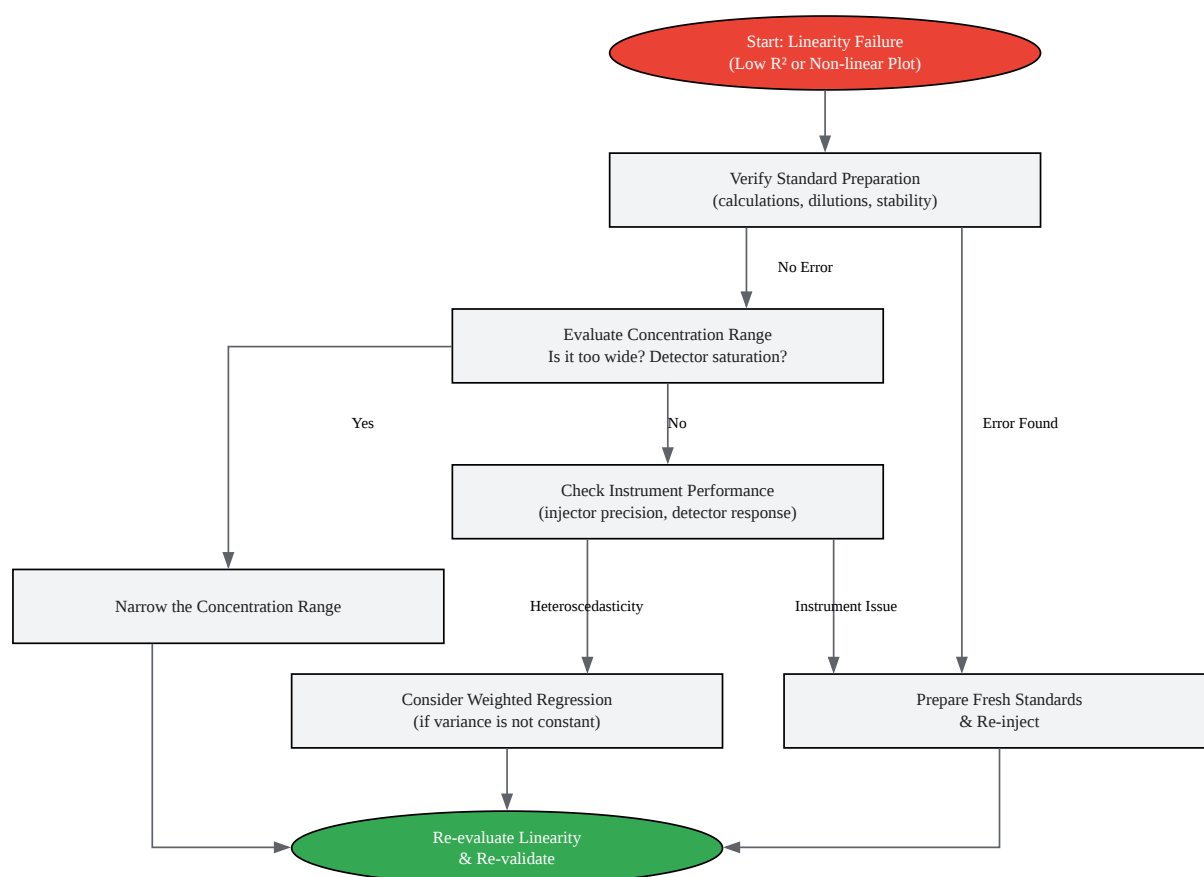 Start: Linearity Failure
(Low R² or Non-linear Plot)
Verify Standard Preparation
(calculations, dilutions, stability)
No Error
Evaluate Concentration Range
Is it too wide? Detector saturation?
Yes
No
Error Found
Check Instrument Performance
(injector precision, detector response)
Narrow the Concentration Range
Heteroscedasticity
Instrument Issue
Consider Weighted Regression
(if variance is not constant)
Prepare Fresh Standards
& Re-inject
Re-evaluate Linearity
& Re-validate